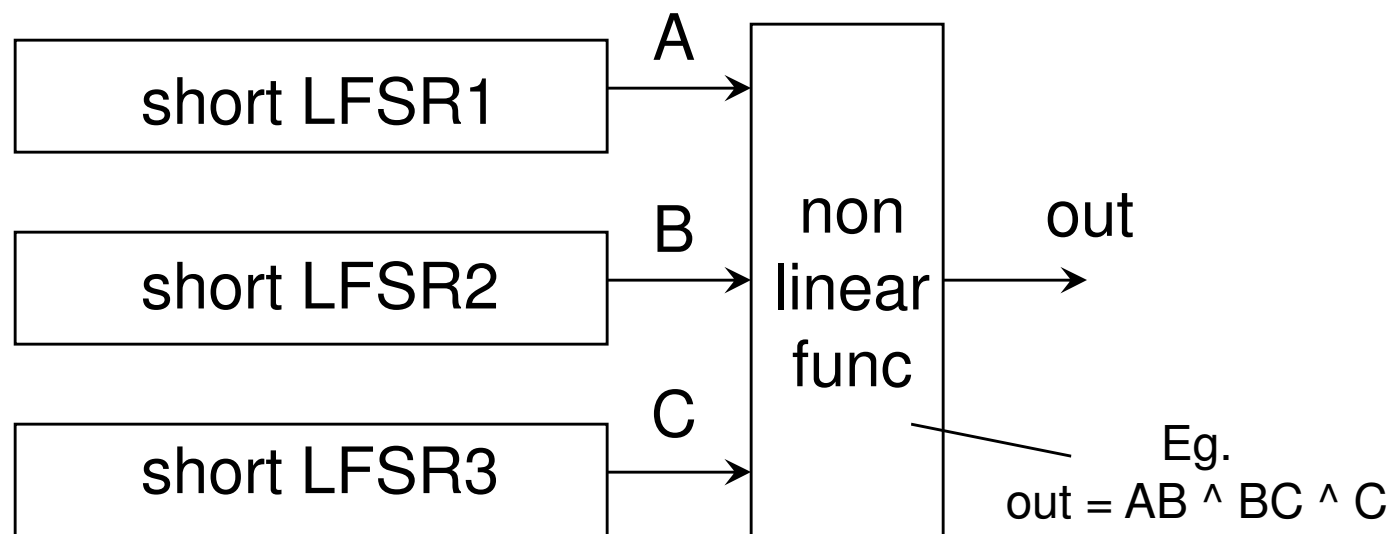 A
short LFSR1
B
short LFSR2
C
short LFSR3
non
linear
func
out
Eg.
out = AB ^ BC ^ C